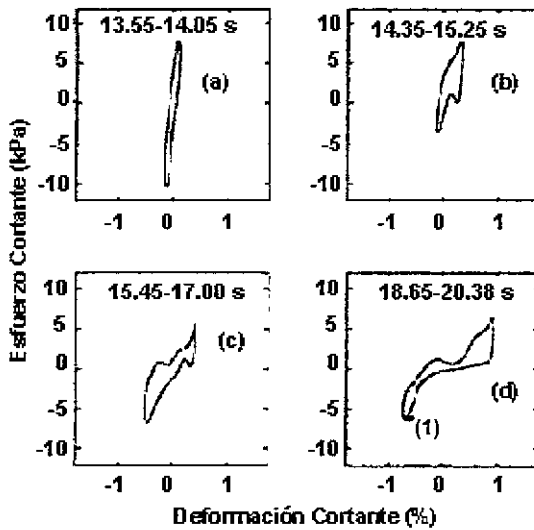 Esfuerzo Cortante (kPa)
13.55-14.05 s
14.35-15.25 s
10
5
0
-5
-10
(a)
10
5
0
-5
-10
(b)
-1 0 1
-1 0 1
15.45-17.00 s
18.65-20.38 s
10
5
0
-5
-10
(c)
10
5
0
-5
-10
(d)
(1)
-1 0 1
-1 0 1
Deformación Cortante (%)